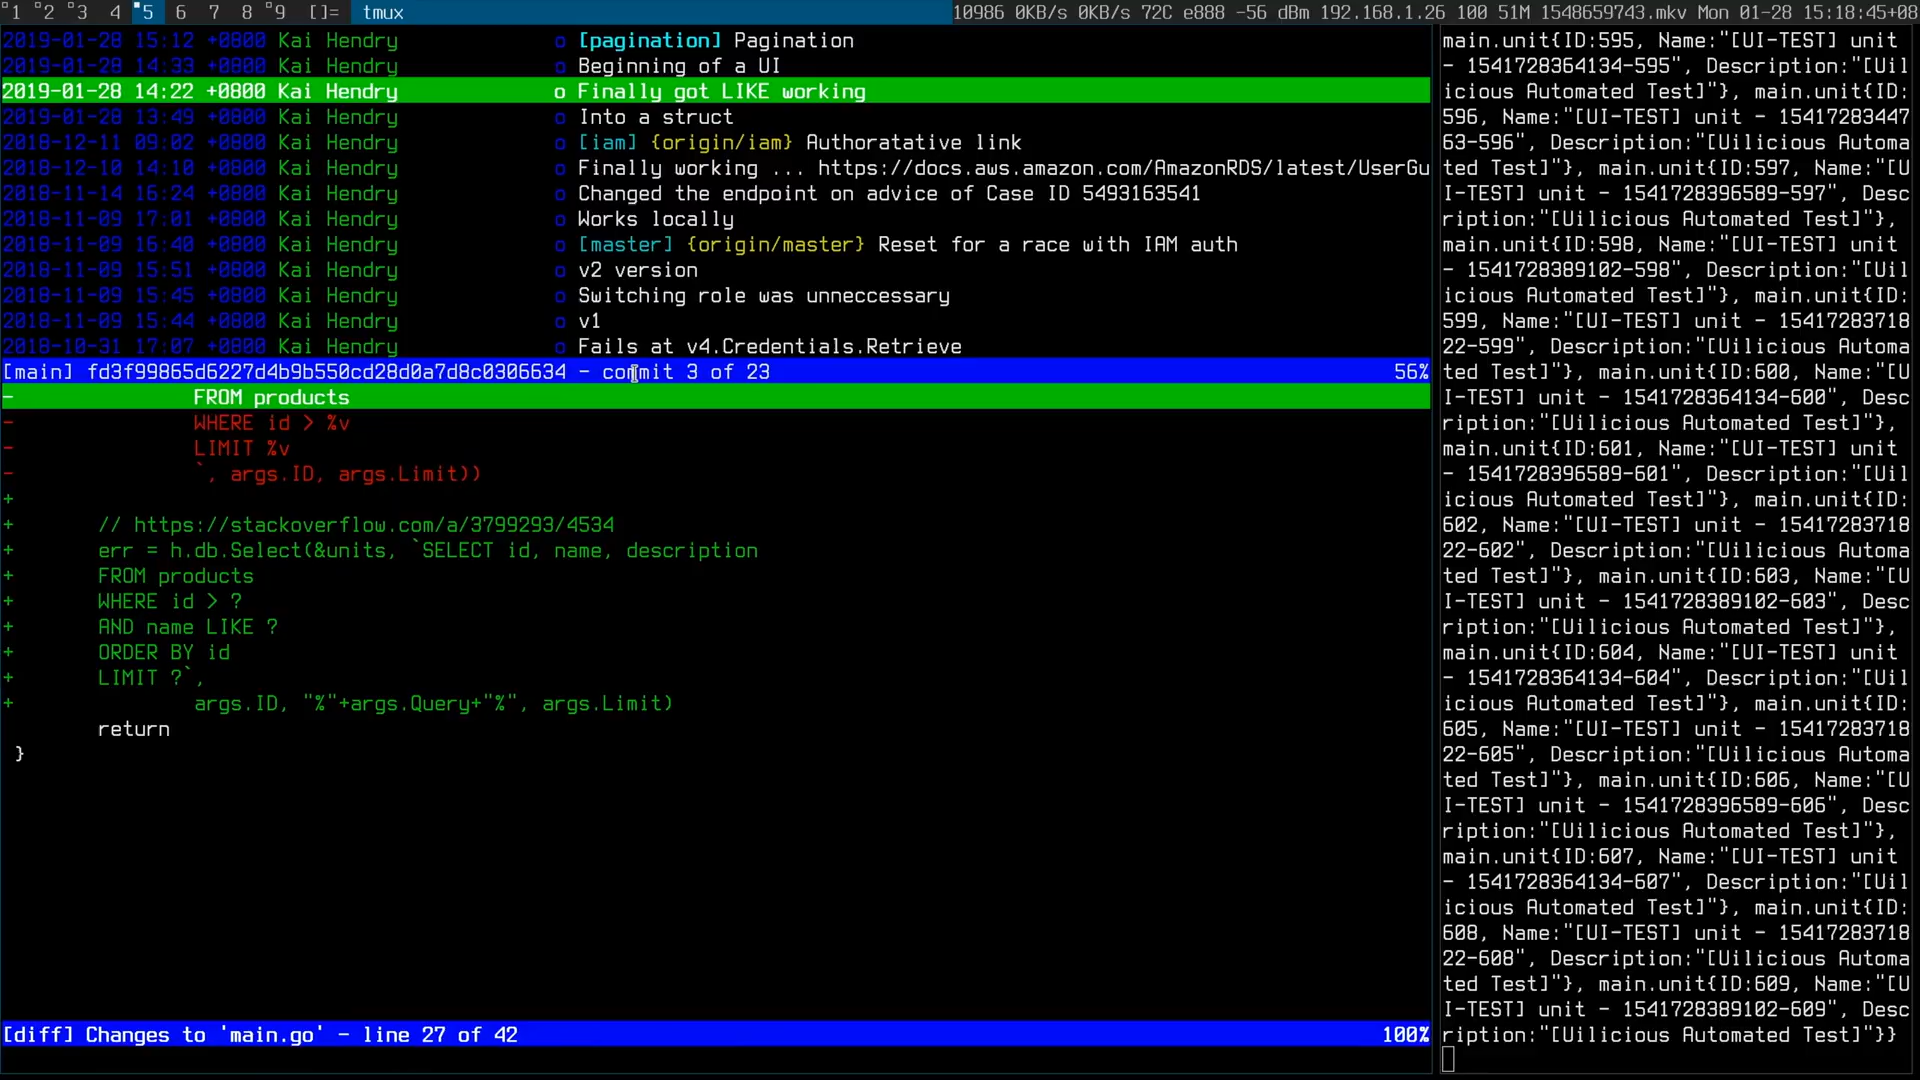 1 2 3 4 5 6 7 8 9 []= tmux 10986 0KB/s 0KB/s 72C e888 -56 dBm 192.168.1.26 100 51M 1548659743.mkv Mon 01-28 15:18:45+08
2019-01-28 15:12 +0800 Kai Hendry o [pagination] Pagination
2019-01-28 14:33 +0800 Kai Hendry o Beginning of a UI
2019-01-28 14:22 +0800 Kai Hendry o Finally got LIKE working
2019-01-28 13:49 +0800 Kai Hendry o Into a struct
2018-12-11 09:02 +0800 Kai Hendry o [iam] {origin/iam} Authoratative link
2018-12-10 14:10 +0800 Kai Hendry o Finally working ... https://docs.aws.amazon.com/AmazonRDS/latest/UserGu
2018-11-14 16:24 +0800 Kai Hendry o Changed the endpoint on advice of Case ID 5493163541
2018-11-09 17:01 +0800 Kai Hendry o Works locally
2018-11-09 16:40 +0800 Kai Hendry o [master] {origin/master} Reset for a race with IAM auth
2018-11-09 15:51 +0800 Kai Hendry o v2 version
2018-11-09 15:45 +0800 Kai Hendry o Switching role was unneccessary
2018-11-09 15:44 +0800 Kai Hendry o v1
2018-10-31 17:07 +0800 Kai Hendry o Fails at v4.Credentials.Retrieve
[main] fd3f99865d6227d4b9b550cd28d0a7d8c0306634 - commit 3 of 23 56%
- FROM products
- WHERE id > %v
- LIMIT %v
- `, args.ID, args.Limit))
+
+ // https://stackoverflow.com/a/3799293/4534
+ err = h.db.Select(&units, `SELECT id, name, description
+ FROM products
+ WHERE id > ?
+ AND name LIKE ?
+ ORDER BY id
+ LIMIT ?`,
+ args.ID, "%"+args.Query+"%", args.Limit)
return
}
[diff] Changes to 'main.go' - line 27 of 42 100%
main.unit{ID:595, Name:"[UI-TEST] unit
- 1541728364134-595", Description:"[Uil
icious Automated Test]"}, main.unit{ID:
596, Name:"[UI-TEST] unit - 15417283447
63-596", Description:"[Uilicious Automa
ted Test]"}, main.unit{ID:597, Name:"[U
I-TEST] unit - 1541728396589-597", Desc
ription:"[Uilicious Automated Test]"},
main.unit{ID:598, Name:"[UI-TEST] unit
- 1541728389102-598", Description:"[Uil
icious Automated Test]"}, main.unit{ID:
599, Name:"[UI-TEST] unit - 15417283718
22-599", Description:"[Uilicious Automa
ted Test]"}, main.unit{ID:600, Name:"[U
I-TEST] unit - 1541728364134-600", Desc
ription:"[Uilicious Automated Test]"},
main.unit{ID:601, Name:"[UI-TEST] unit
- 1541728396589-601", Description:"[Uil
icious Automated Test]"}, main.unit{ID:
602, Name:"[UI-TEST] unit - 15417283718
22-602", Description:"[Uilicious Automa
ted Test]"}, main.unit{ID:603, Name:"[U
I-TEST] unit - 1541728389102-603", Desc
ription:"[Uilicious Automated Test]"},
main.unit{ID:604, Name:"[UI-TEST] unit
- 1541728364134-604", Description:"[Uil
icious Automated Test]"}, main.unit{ID:
605, Name:"[UI-TEST] unit - 15417283718
22-605", Description:"[Uilicious Automa
ted Test]"}, main.unit{ID:606, Name:"[U
I-TEST] unit - 1541728396589-606", Desc
ription:"[Uilicious Automated Test]"},
main.unit{ID:607, Name:"[UI-TEST] unit
- 1541728364134-607", Description:"[Uil
icious Automated Test]"}, main.unit{ID:
608, Name:"[UI-TEST] unit - 15417283718
22-608", Description:"[Uilicious Automa
ted Test]"}, main.unit{ID:609, Name:"[U
I-TEST] unit - 1541728389102-609", Desc
ription:"[Uilicious Automated Test]"}}